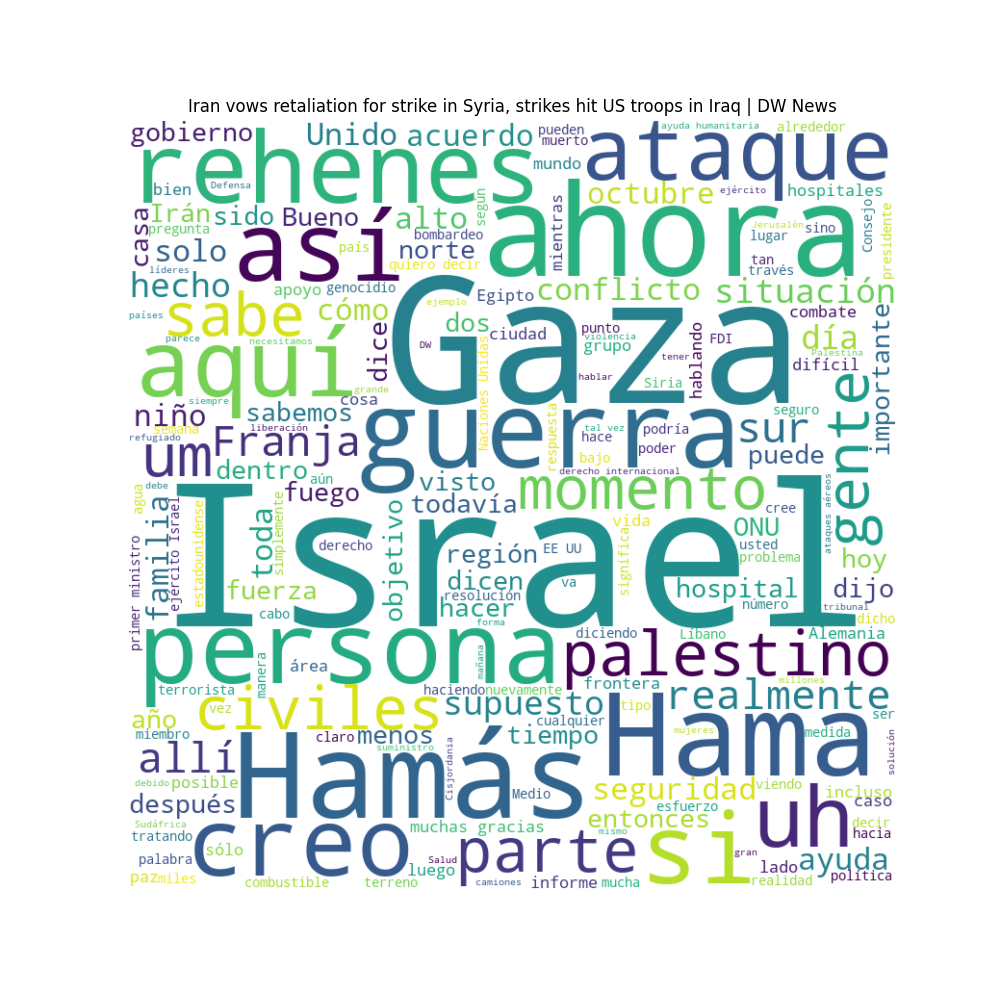 Iran vows retaliation for strike in Syria, strikes hit US troops in Iraq | DW News
gobierno Unido acuerdo pueden muerto ataque ayuda humanitaria alrededor
rehenes mundo octubre ejército hospitales
bien Defensa según ahora
casa Irán sido Bueno alto mientras Jerusalén sino Consejo presidente
pregunta así bombardeo lugar
solo país norte tan
líderes quiero decir través
hecho apoyo genocidio Egipto conflicto situación
países sabe cómo ejemplo Gaza combate
parece necesitamos dice DW dos ciudad punto violencia grupo hablando FDI día Palestina
aquí tener difícil importante
Naciones Unidas hablar Siria
siempre grande cosa
niño sabemos guerra seguro
semana liberación respuesta tal vez podría sur
refugiado um Franja hace poder puede gente
dentro aún bajo
derecho internacional
agua debe fuego visto momento ataques aéreos
familia todavía cree
ejército Israel estadounidense simplemente toda objetivo Israel vida ONU
primer ministro derecho región EE UU significa usted problema hoy
fuerza dicen resolución va hospital dijo
cabo hacer número tribunal
forma dicho
persona diciendo Líbano Alemania
manera área mañana palestino
terrorista haciendo nuevamente frontera millones
civiles supuesto tipo realmente
año vez cualquier ser
miembro claro menos tiempo Hama mujeres medida solución
allí Hamás suministro Cisjordania
debido posible Medio seguridad viendo incluso
después esfuerzo caso
Sudáfrica creo muchas gracias entonces uh decir
tratando mismo si hacia
palabra sólo parte gran
Salud lado ayuda
paz miles luego política
combustible terreno camiones informe mucha realidad